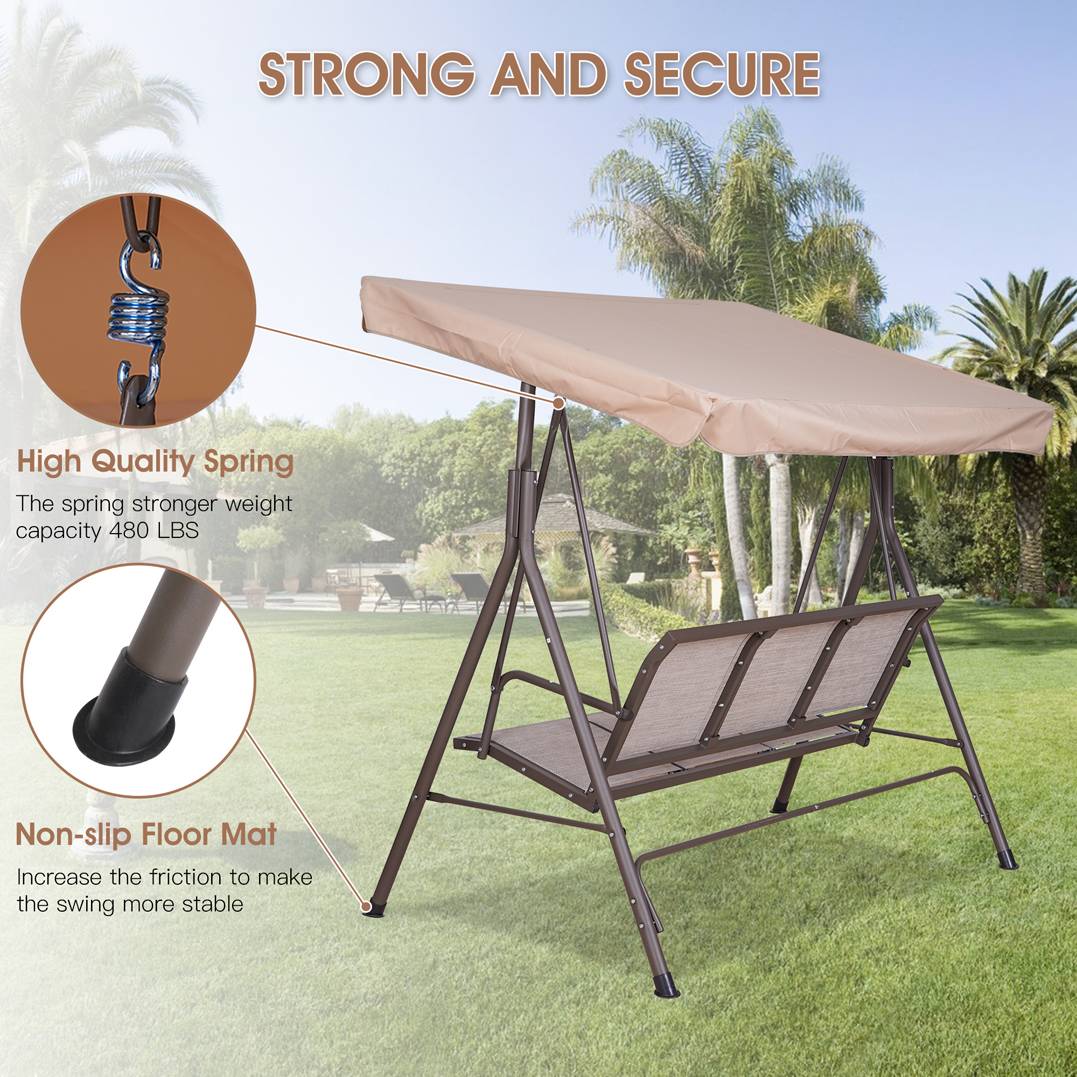 STRONG AND SECURE
High Quality Spring
The spring stronger weight
capacity 480 LBS
Non-slip Floor Mat
Increase the friction to make
the swing more stable